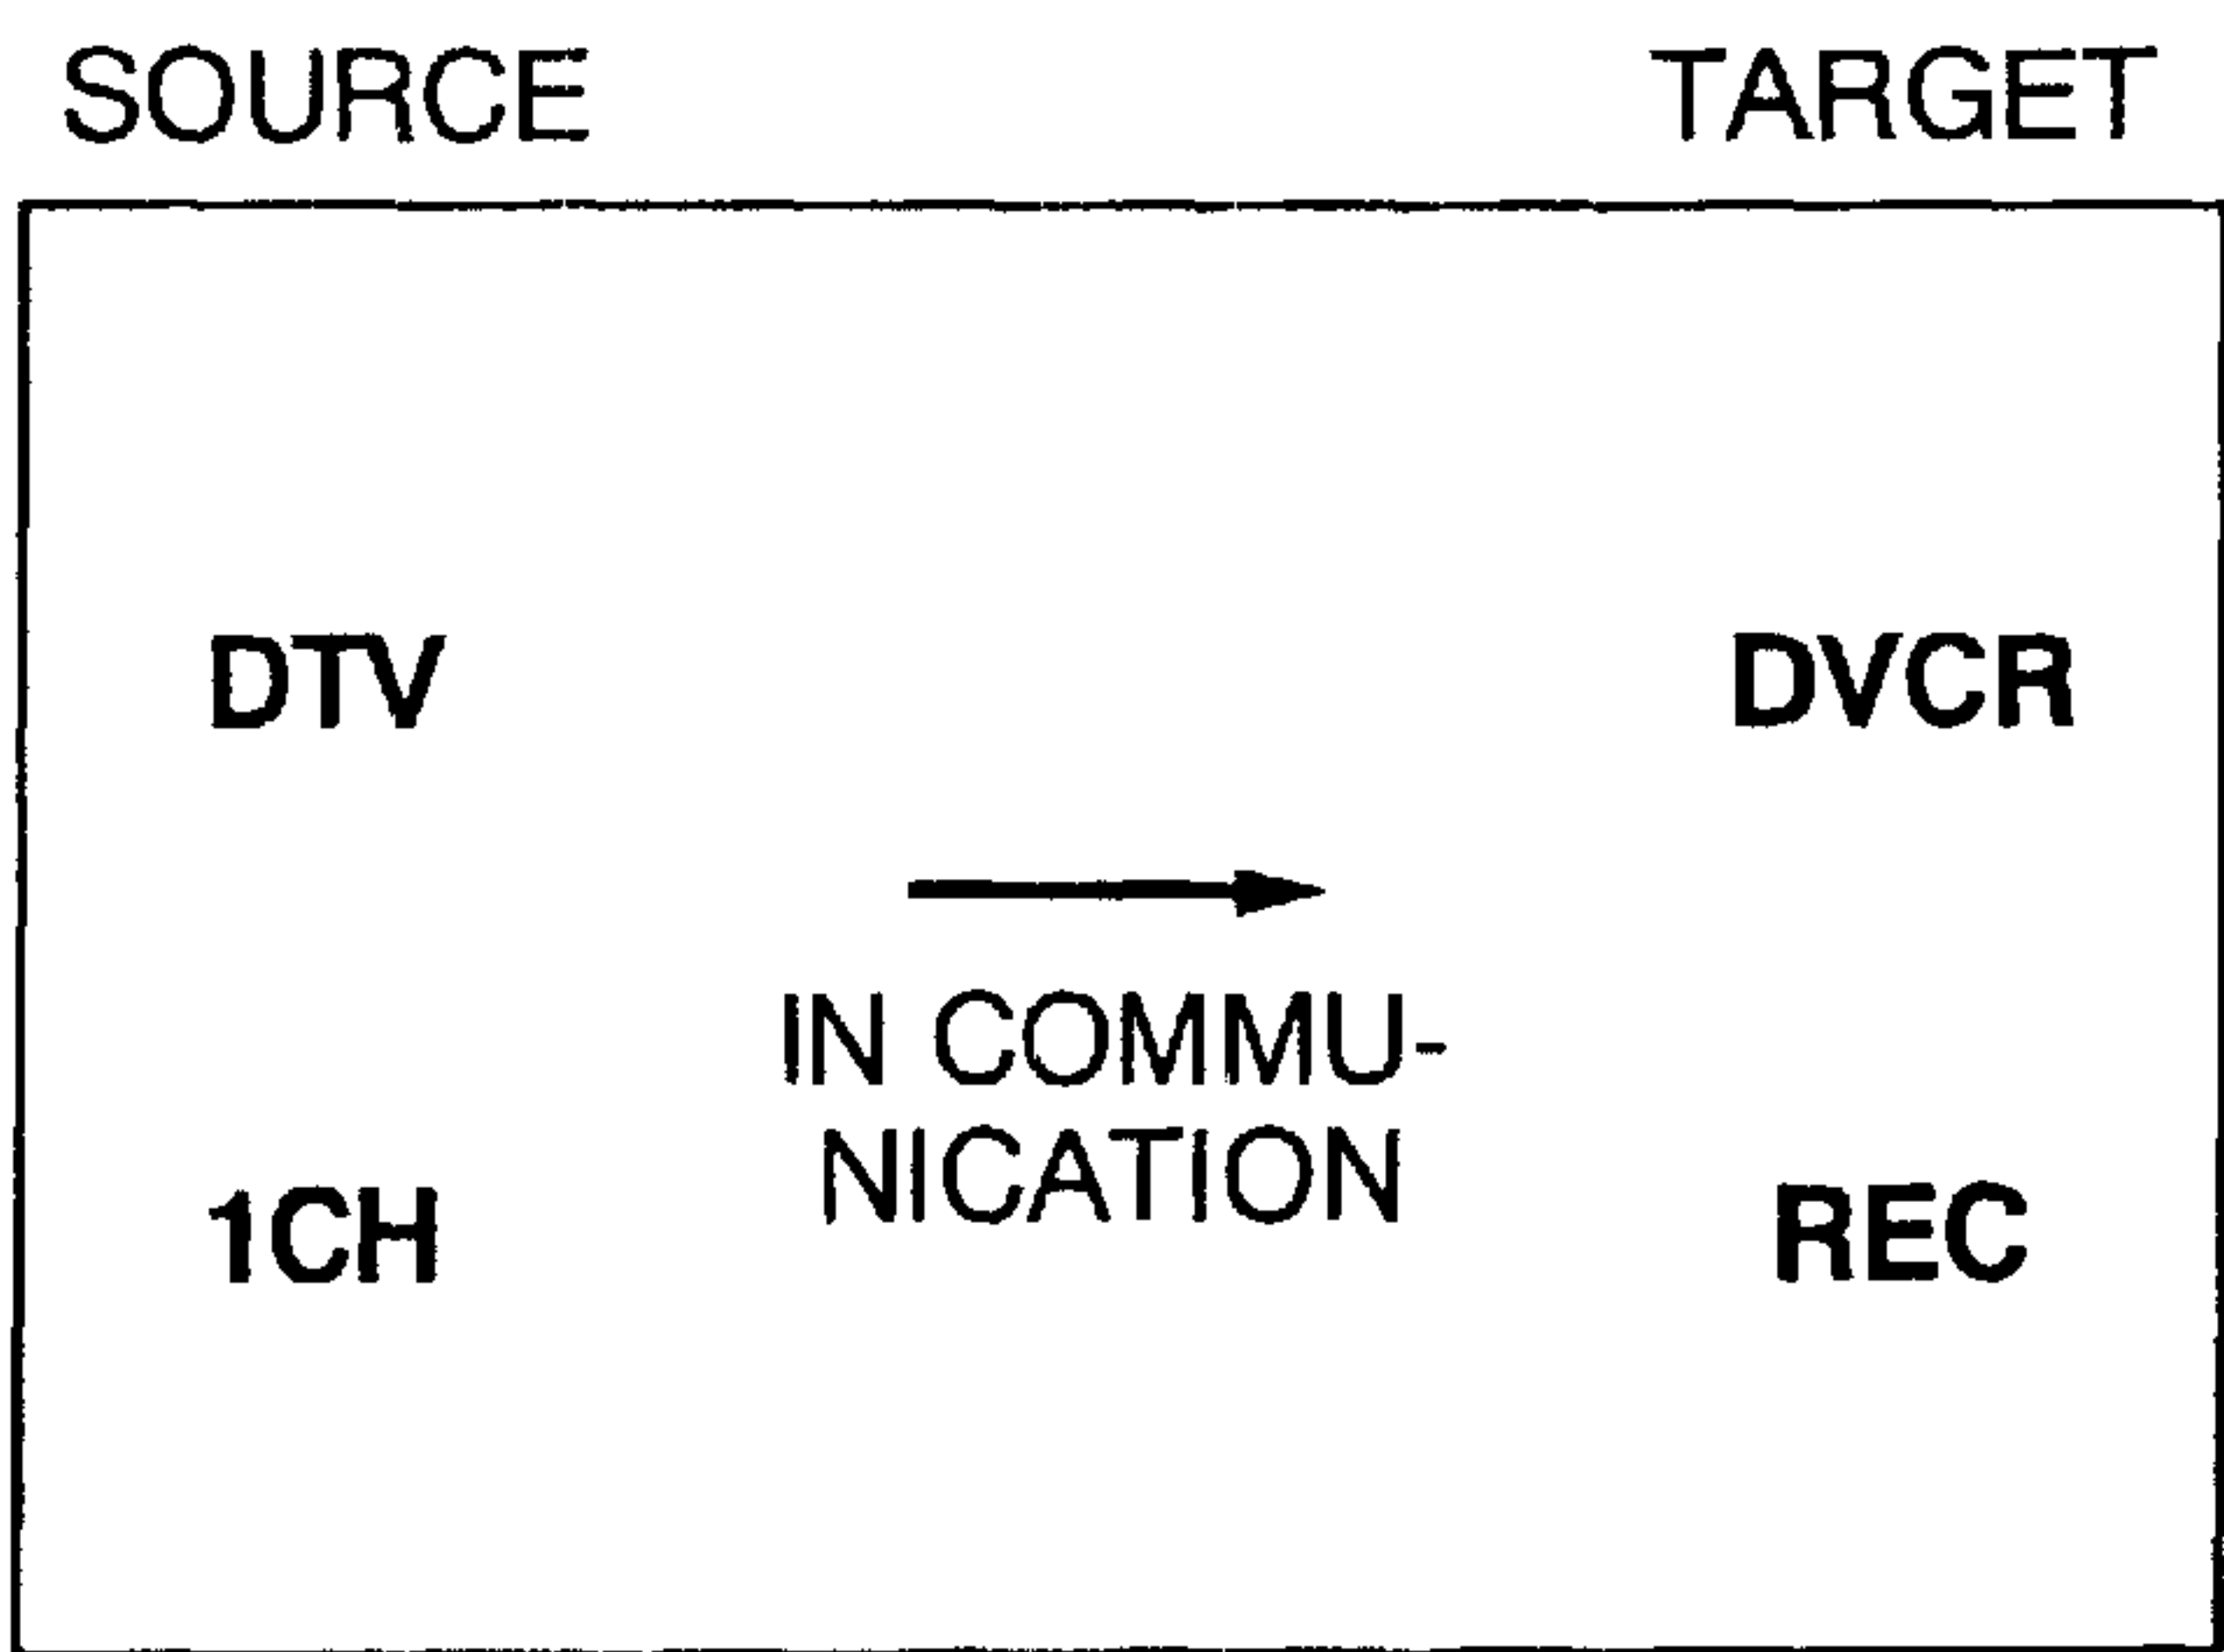 SOURCE TARGET
DTV DVCR
IN COMMU-
NICATION
1CH REC